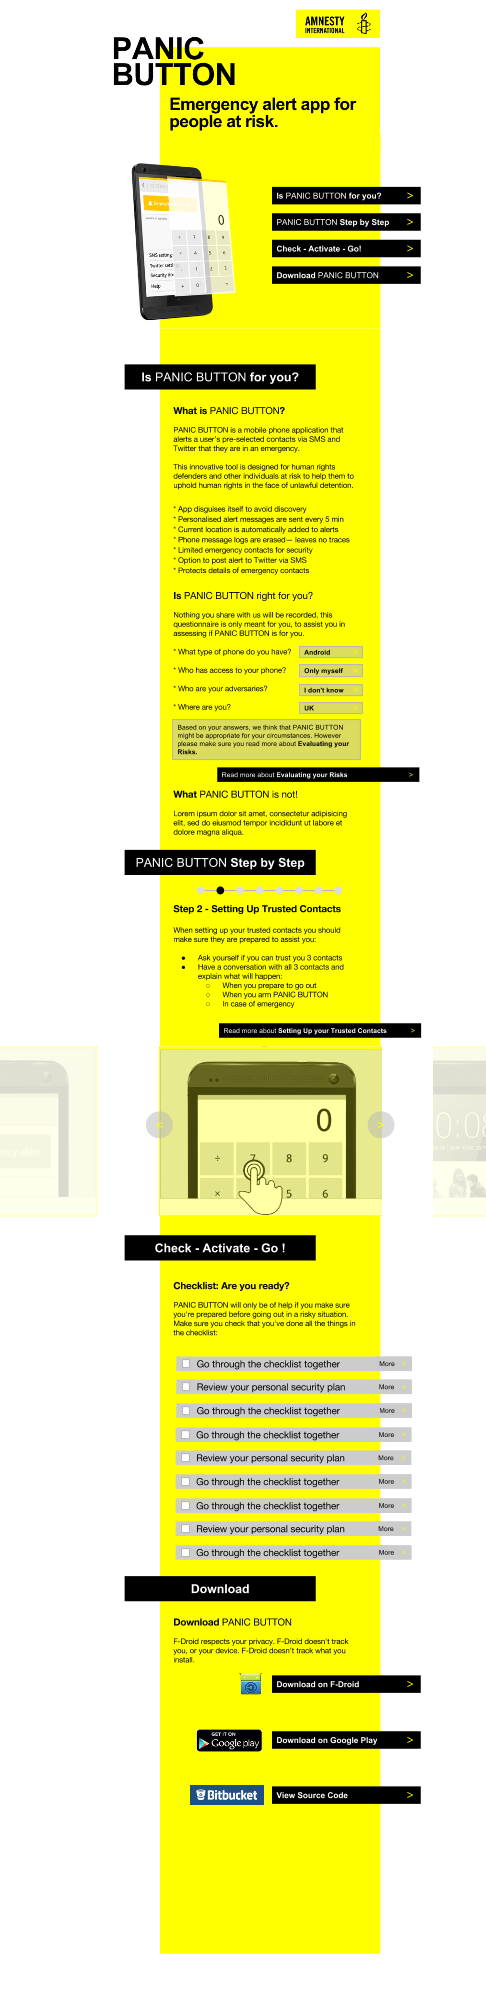 AMNESTY
INTERNATIONAL
PANIC
BUTTON
Emergency alert app for
people at risk.
0
÷ 7 8 9
4 5 6
- 1 2 3
+ 0
SMS setting
Help
Is PANIC BUTTON for you? >
PANIC BUTTON Step by Step >
Check - Activate - Go! >
Download PANIC BUTTON >
Is PANIC BUTTON for you?
What is PANIC BUTTON?
PANIC BUTTON is a mobile phone application that
alerts a user's pre-selected contacts via SMS and
Twitter that they are in an emergency.
This innovative tool is designed for human rights
defenders and other individuals at risk to help them to
uphold human rights in the face of unlawful detention.
* App disguises itself to avoid discovery
* Personalised alert messages are sent every 5 min
* Current location is automatically added to alerts
* Phone message logs are erased— leaves no traces
* Limited emergency contacts for security
* Option to post alert to Twitter via SMS
* Protects details of emergency contacts
Is PANIC BUTTON right for you?
Nothing you share with us will be recorded, this
questionnaire is only meant for you, to assist you in
assessing if PANIC BUTTON is for you.
* What type of phone do you have? Android
* Who has access to your phone? Only myself
* Who are your adversaries? I don't know
* Where are you? UK
Based on your answers, we think that PANIC BUTTON
might be appropriate for your circumstances. However
please make sure you read more about Evaluating your
Risks.
Read more about Evaluating your Risks >
What PANIC BUTTON is not!
Lorem ipsum dolor sit amet, consectetur adipisicing
elit, sed do eiusmod tempor incididunt ut labore et
dolore magna aliqua.
PANIC BUTTON Step by Step
Step 2 - Setting Up Trusted Contacts
When setting up your trusted contacts you should
make sure they are prepared to assist you:
● Ask yourself if you can trust you 3 contacts
● Have a conversation with all 3 contacts and
explain what will happen:
○ When you prepare to go out
○ When you arm PANIC BUTTON
○ In case of emergency
Read more about Setting Up your Trusted Contacts >
0
< >
÷ 7 8 9
× 5 6
0:08
Check - Activate - Go !
Checklist: Are you ready?
PANIC BUTTON will only be of help if you make sure
you're prepared before going out in a risky situation.
Make sure you check that you've done all the things in
the checklist:
Go through the checklist together More
Review your personal security plan More
Go through the checklist together More
Go through the checklist together More
Review your personal security plan More
Go through the checklist together More
Go through the checklist together More
Review your personal security plan More
Go through the checklist together More
Download
Download PANIC BUTTON
F-Droid respects your privacy. F-Droid doesn't track
you, or your device. F-Droid doesn't track what you
install.
Download on F-Droid >
GET IT ON
Google play
Download on Google Play >
Bitbucket
View Source Code >